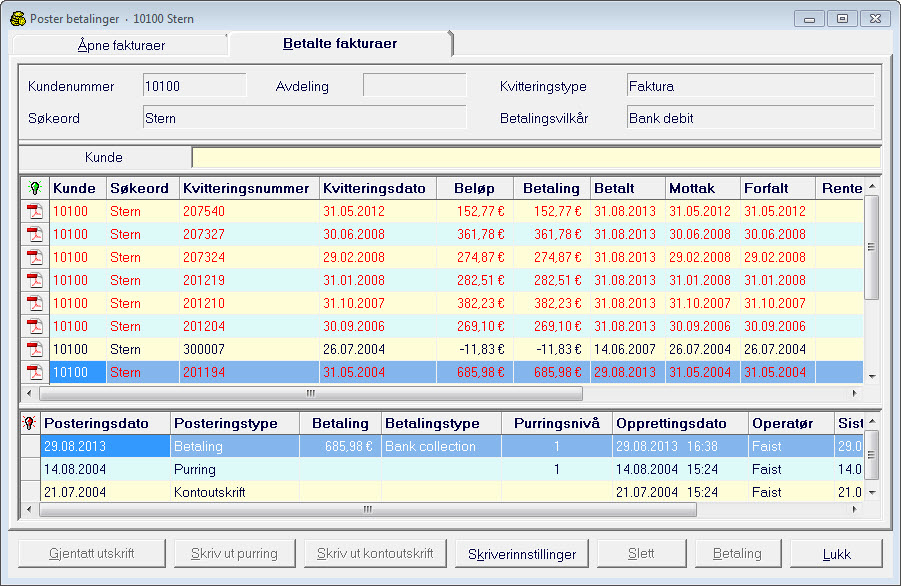 Poster betalinger · 10100 Stern
Åpne fakturaer Betalte fakturaer
Kundenummer 10100 Avdeling Kvitteringstype Faktura
Søkeord Stern Betalingsvilkår Bank debit
Kunde
Kunde Søkeord Kvitteringsnummer Kvitteringsdato Beløp Betaling Betalt Mottak Forfalt Rente
10100 Stern 207540 31.05.2012 152,77 € 152,77 € 31.08.2013 31.05.2012 31.05.2012
10100 Stern 207327 30.06.2008 361,78 € 361,78 € 31.08.2013 30.06.2008 30.06.2008
10100 Stern 207324 29.02.2008 274,87 € 274,87 € 31.08.2013 29.02.2008 29.02.2008
10100 Stern 201219 31.01.2008 282,51 € 282,51 € 31.08.2013 31.01.2008 31.01.2008
10100 Stern 201210 31.10.2007 382,23 € 382,23 € 31.08.2013 31.10.2007 31.10.2007
10100 Stern 201204 30.09.2006 269,10 € 269,10 € 31.08.2013 30.09.2006 30.09.2006
10100 Stern 300007 26.07.2004 -11,83 € -11,83 € 14.06.2007 26.07.2004 26.07.2004
10100 Stern 201194 31.05.2004 685,98 € 685,98 € 29.08.2013 31.05.2004 31.05.2004
Posteringsdato Posteringstype Betaling Betalingstype Purringsnivå Opprettingsdato Operatør Sist
29.08.2013 Betaling 685,98 € Bank collection 1 29.08.2013 16:38 Faist 29.0
14.08.2004 Purring 1 14.08.2004 15:24 Faist 14.0
21.07.2004 Kontoutskrift 21.07.2004 15:24 Faist 21.0
Gjentatt utskrift Skriv ut purring Skriv ut kontoutskrift Skriverinnstillinger Slett Betaling Lukk